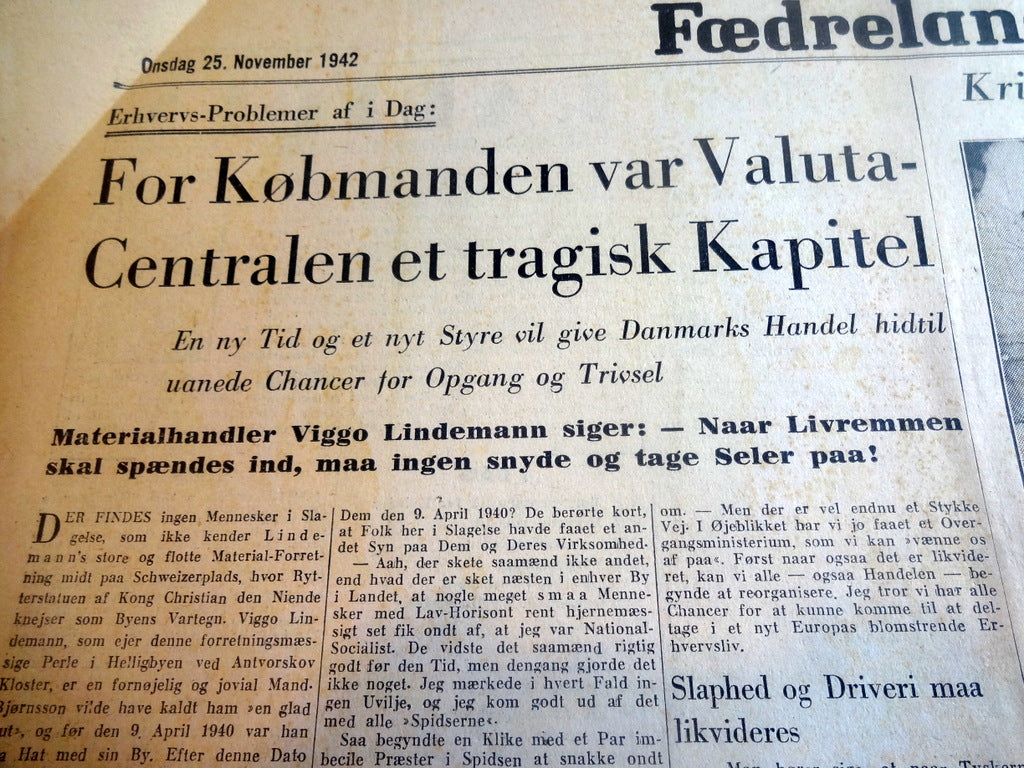 Onsdag 25. November 1942
Erhvervs-Problemer af i Dag:
For Købmanden var Valuta-
Centralen et tragisk Kapitel
En ny Tid og et nyt Styre vil give Danmarks Handel hidtil
uanede Chancer for Opgang og Trivsel
Materialhandler Viggo Lindemann siger: — Naar Livremmen
skal spændes ind, maa ingen snyde og tage Seler paa!
DER FINDES ingen Mennesker i Sla-
gelse, som ikke kender Linde-
mann's store og flotte Material-Forret-
ning midt paa Schweizerplads, hvor Ryt-
terstatuen af Kong Christian den Niende
knejser som Byens Vartegn. Viggo Lin-
demann, som ejer denne forretningsmæs-
sige Perle i Helligbyen ved Antvorskov
Kloster, er en fornøjelig og jovial Mand.
Bjørnsson vilde have kaldt ham »en glad
ut«, og før den 9. April 1940 var han
a Hat med sin By. Efter denne Dato
Dem den 9. April 1940? De berørte kort,
at Folk her i Slagelse havde faaet et an-
det Syn paa Dem og Deres Virksomhed.
— Aah, der skete saamænd ikke andet,
end hvad der er sket næsten i enhver By
i Landet, at nogle meget smaa Menne-
sker med Lav-Horisont rent hjernemæs-
sigt set fik ondt af, at jeg var National-
Socialist. De vidste det saamænd rigtig
godt før den Tid, men dengang gjorde det
ikke noget. Jeg mærkede i hvert Fald in-
gen Uvilje, og jeg kom godt ud af det
med alle »Spidserne«.
Saa begyndte en Klike med et Par im-
becile Præster i Spidsen at snakke ondt
om. — Men der er vel endnu et Stykke
Vej. I Øjeblikket har vi jo faaet et Over-
gangsministerium, som vi kan »vænne os
af paa«. Først naar ogsaa det er likvide-
ret, kan vi alle — ogsaa Handelen — be-
gynde at reorganisere. Jeg tror vi har alle
Chancer for at kunne komme til at del-
tage i et nyt Europas blomstrende Er-
hvervsliv.
Slaphed og Driveri maa
likvideres
Fædrelan
Kri